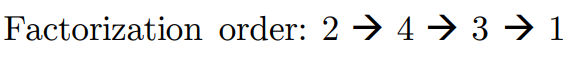 Factorization order: 2 → 4 → 3 → 1